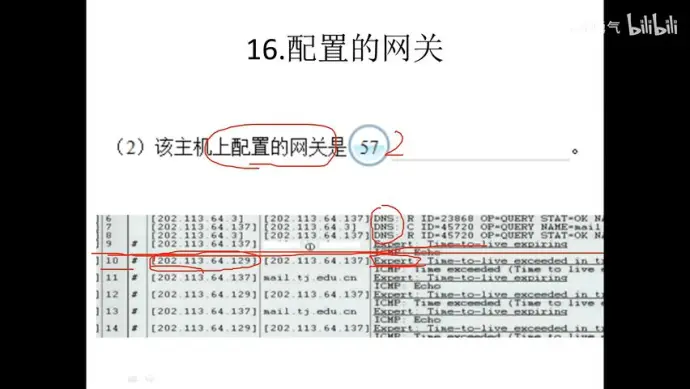 气 bilibili
16.配置的网关
(2) 该主机上配置的网关是 57 2 。
6 [202.113.64.3] [202.113.64.137] DNS: R ID=23868 OP=QUERY STAT=OK NA
7 [202.113.64.137] [202.113.64.3] DNS: C ID=45720 OP=QUERY NAME=mail
8 [202.113.64.3] [202.113.64.137] DNS: R ID=45720 OP=QUERY STAT=OK NA
9 # [202.113.64.137] ① Expert: Time-to-live expiring
ICMP: Echo
10 # [202.113.64.129] [202.113.64.137] Expert: Time-to-live exceeded in tr
ICMP: Time exceeded (Time to live e
11 # [202.113.64.137] mail.tj.edu.cn Expert: Time-to-live expiring
ICMP: Echo
12 # [202.113.64.129] [202.113.64.137] Expert: Time-to-live exceeded in tr
ICMP: Time exceeded (Time to live e
13 # [202.113.64.137] mail.tj.edu.cn Expert: Time-to-live expiring
ICMP: Echo
14 # [202.113.64.129] [202.113.64.137] Expert: Time-to-live exceeded in tr